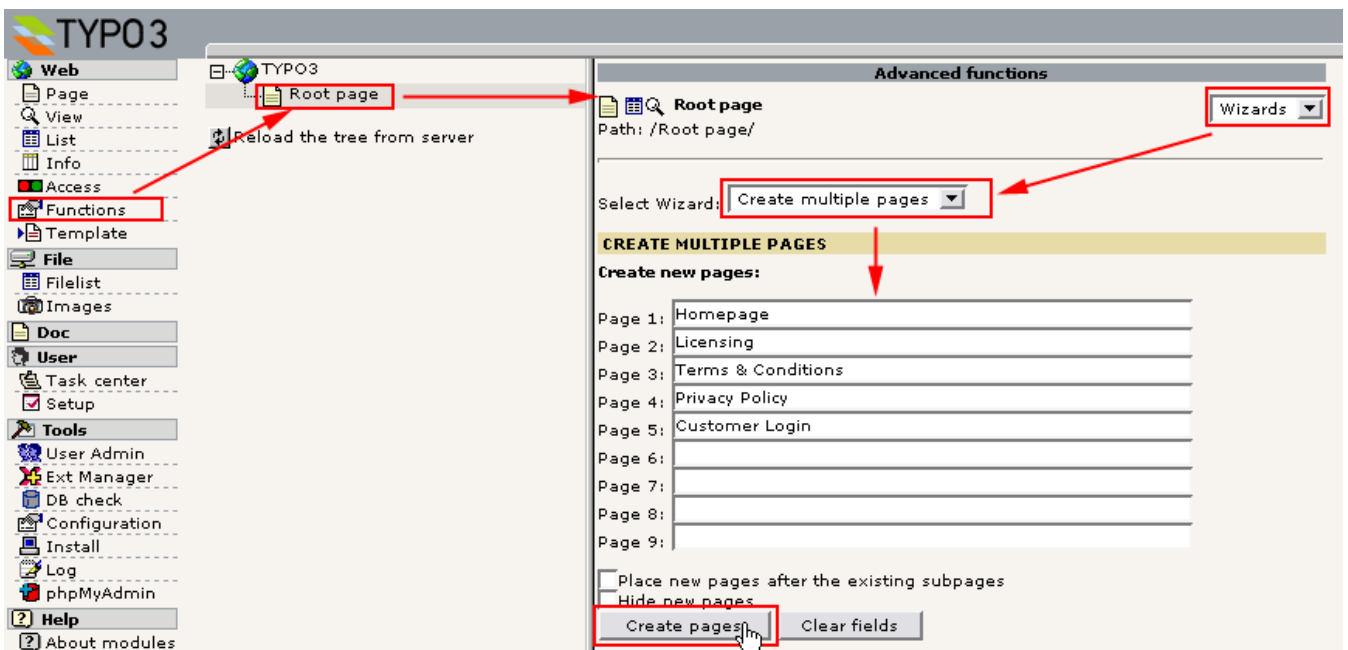 TYPO3
Web
Page
View
List
Info
Access
Functions
Template
File
Filelist
Images
Doc
User
Task center
Setup
Tools
User Admin
Ext Manager
DB check
Configuration
Install
Log
phpMyAdmin
Help
About modules
TYPO3
Root page
Reload the tree from server
Advanced functions
Root page
Wizards
Path: /Root page/
Select Wizard: Create multiple pages
CREATE MULTIPLE PAGES
Create new pages:
Page 1: Homepage
Page 2: Licensing
Page 3: Terms & Conditions
Page 4: Privacy Policy
Page 5: Customer Login
Page 6:
Page 7:
Page 8:
Page 9:
Place new pages after the existing subpages
Hide new pages
Create pages Clear fields